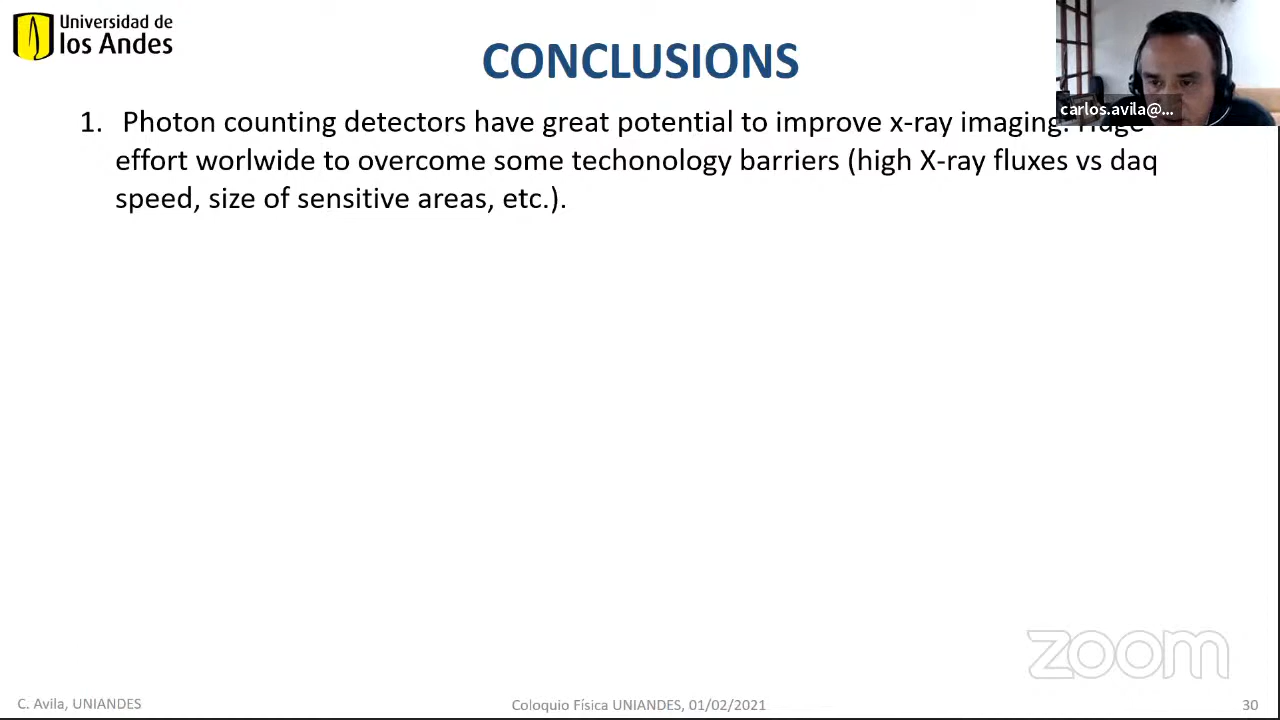 Universidad de
los Andes
CONCLUSIONS
carlos.avila@...
1. Photon counting detectors have great potential to improve x-ray imaging. Huge
effort worlwide to overcome some techonology barriers (high X-ray fluxes vs daq
speed, size of sensitive areas, etc.).
zoom
C. Avila, UNIANDES
Coloquio Física UNIANDES, 01/02/2021
30